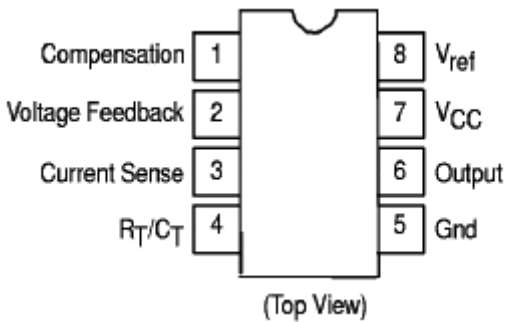 Compensation 1 8 Vref
Voltage Feedback 2 7 VCC
Current Sense 3 6 Output
RT/CT 4 5 Gnd
(Top View)